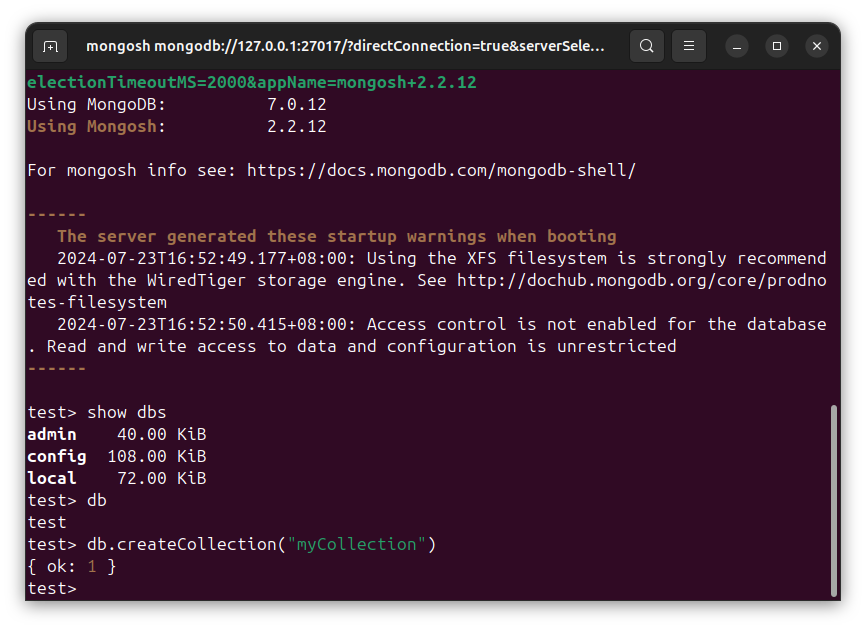 mongosh mongodb://127.0.0.1:27017/?directConnection=true&serverSele...
electionTimeoutMS=2000&appName=mongosh+2.2.12
Using MongoDB:          7.0.12
Using Mongosh:          2.2.12
For mongosh info see: https://docs.mongodb.com/mongodb-shell/
------
   The server generated these startup warnings when booting
   2024-07-23T16:52:49.177+08:00: Using the XFS filesystem is strongly recommend
ed with the WiredTiger storage engine. See http://dochub.mongodb.org/core/prodno
tes-filesystem
   2024-07-23T16:52:50.415+08:00: Access control is not enabled for the database
. Read and write access to data and configuration is unrestricted
------
test> show dbs
admin    40.00 KiB
config  108.00 KiB
local    72.00 KiB
test> db
test
test> db.createCollection("myCollection")
{ ok: 1 }
test>